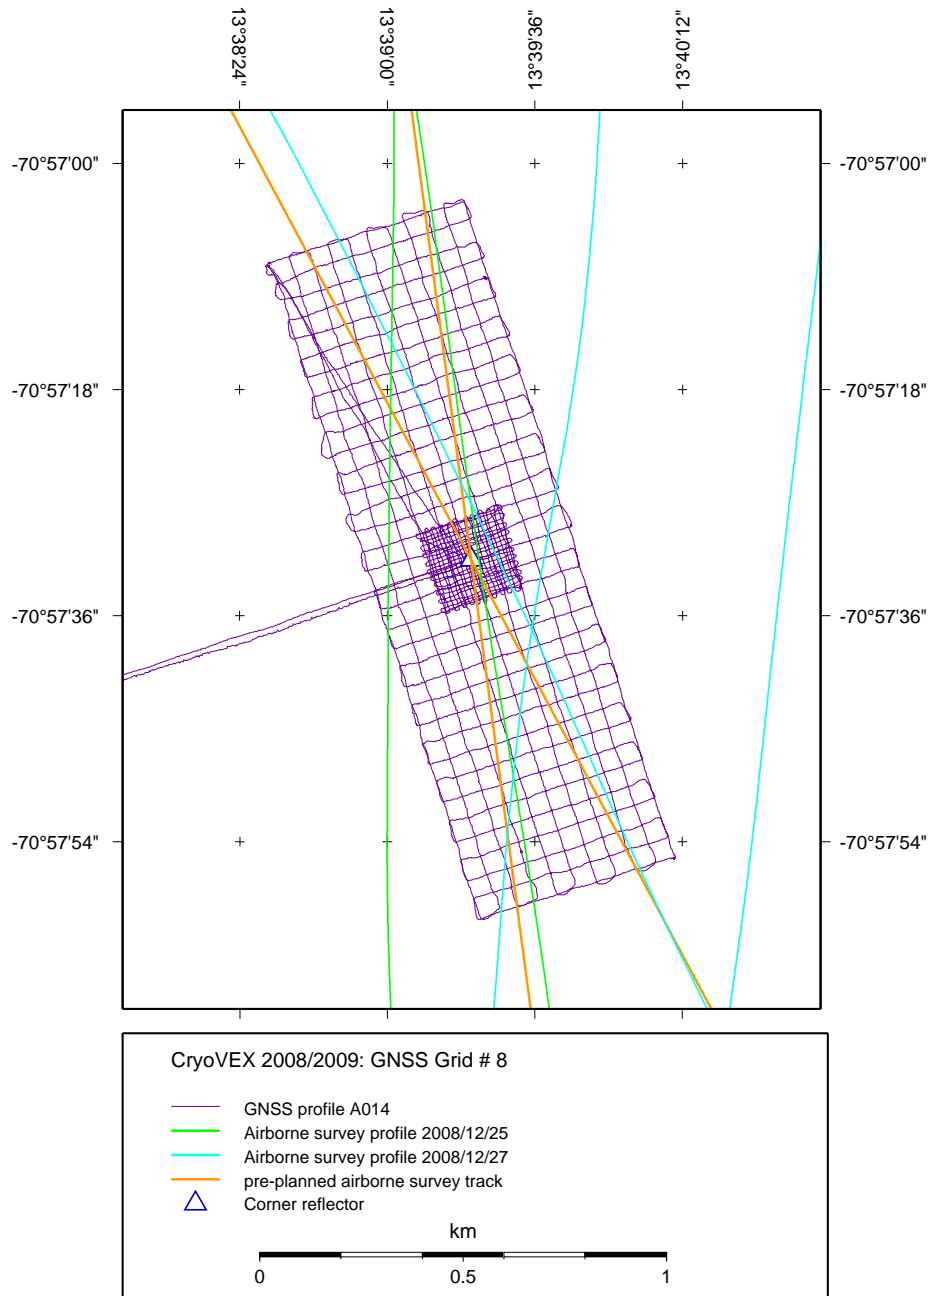 13°38'24"
13°39'00"
13°39'36"
13°40'12"
-70°57'00"
-70°57'00"
-70°57'18"
-70°57'18"
-70°57'36"
-70°57'36"
-70°57'54"
-70°57'54"
CryoVEX 2008/2009: GNSS Grid # 8
GNSS profile A014
Airborne survey profile 2008/12/25
Airborne survey profile 2008/12/27
pre-planned airborne survey track
Corner reflector
km
0
0.5
1